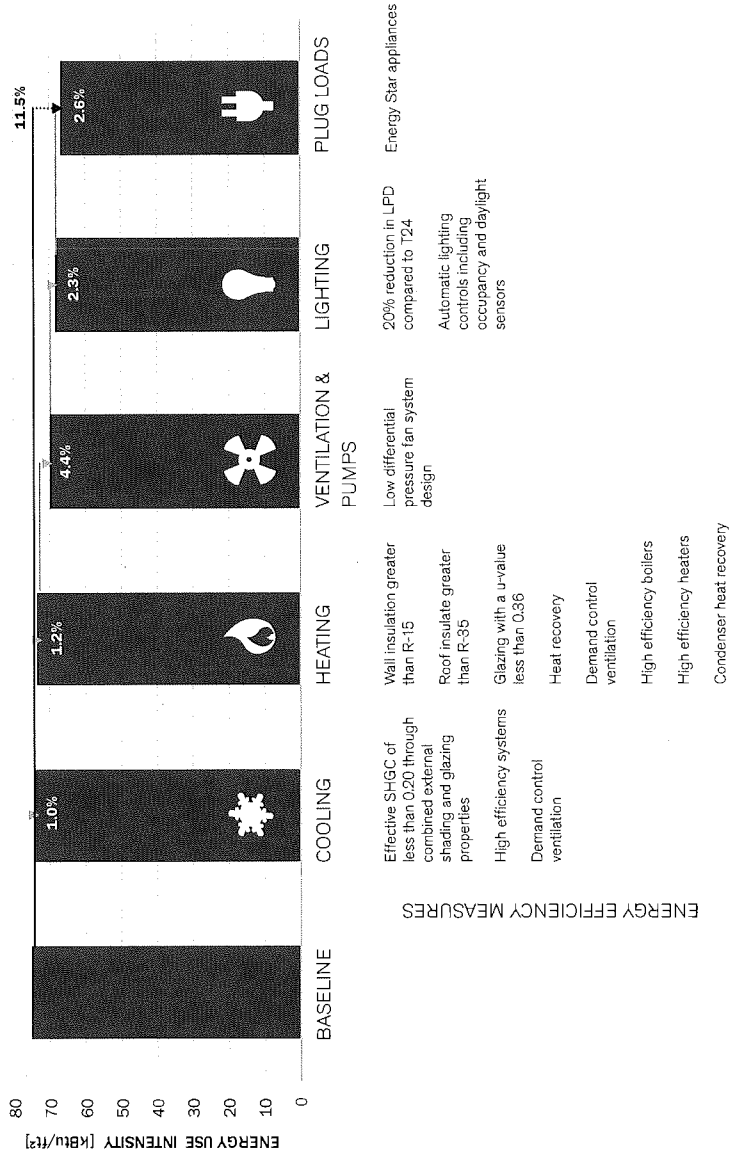 ENERGY USE INTENSITY [kBtu/ft²]
80
70
60
50
40
30
20
10
0
11.5%
1.0%
1.2%
4.4%
2.3%
2.6%
BASELINE
COOLING
HEATING
VENTILATION &
PUMPS
LIGHTING
PLUG LOADS
ENERGY EFFICIENCY MEASURES
Effective SHGC of
less than 0.20 through
combined external
shading and glazing
properties
High efficiency systems
Demand control
ventilation
Wall insulation greater
than R-15
Roof insulate greater
than R-35
Glazing with a u-value
less than 0.36
Heat recovery
Demand control
ventilation
High efficiency boilers
High efficiency heaters
Condenser heat recovery
Low differential
pressure fan system
design
20% reduction in LPD
compared to T24
Automatic lighting
controls including
occupancy and daylight
sensors
Energy Star appliances